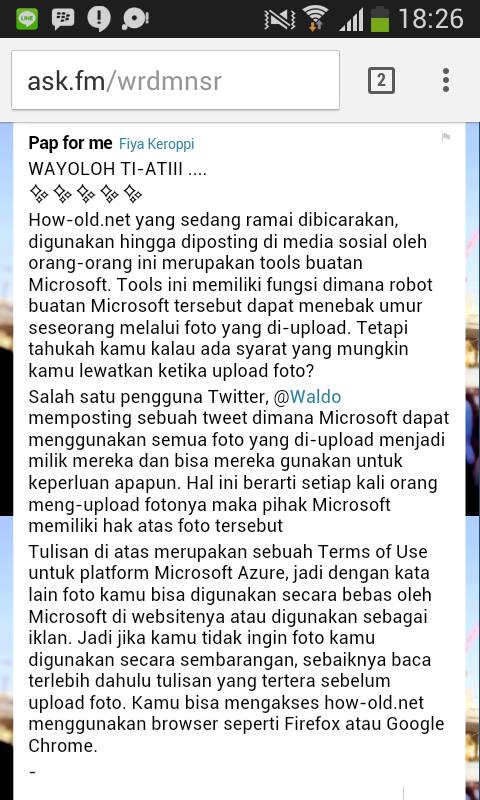 LINE
18:26
ask.fm/wrdmnsr
2
Pap for me Fiya Keroppi
WAYOLOH TI-ATIII ....
How-old.net yang sedang ramai dibicarakan,
digunakan hingga diposting di media sosial oleh
orang-orang ini merupakan tools buatan
Microsoft. Tools ini memiliki fungsi dimana robot
buatan Microsoft tersebut dapat menebak umur
seseorang melalui foto yang di-upload. Tetapi
tahukah kamu kalau ada syarat yang mungkin
kamu lewatkan ketika upload foto?
Salah satu pengguna Twitter, @Waldo
memposting sebuah tweet dimana Microsoft dapat
menggunakan semua foto yang di-upload menjadi
milik mereka dan bisa mereka gunakan untuk
keperluan apapun. Hal ini berarti setiap kali orang
meng-upload fotonya maka pihak Microsoft
memiliki hak atas foto tersebut
Tulisan di atas merupakan sebuah Terms of Use
untuk platform Microsoft Azure, jadi dengan kata
lain foto kamu bisa digunakan secara bebas oleh
Microsoft di websitenya atau digunakan sebagai
iklan. Jadi jika kamu tidak ingin foto kamu
digunakan secara sembarangan, sebaiknya baca
terlebih dahulu tulisan yang tertera sebelum
upload foto. Kamu bisa mengakses how-old.net
menggunakan browser seperti Firefox atau Google
Chrome.
-